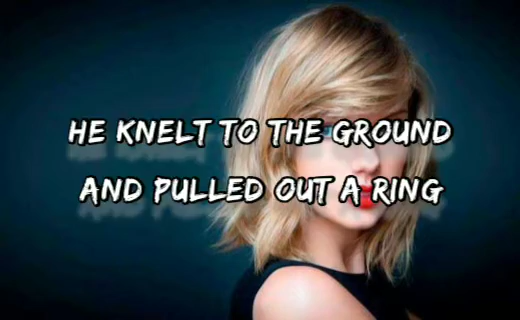 HE KNELT TO THE GROUND
AND PULLED OUT A RING